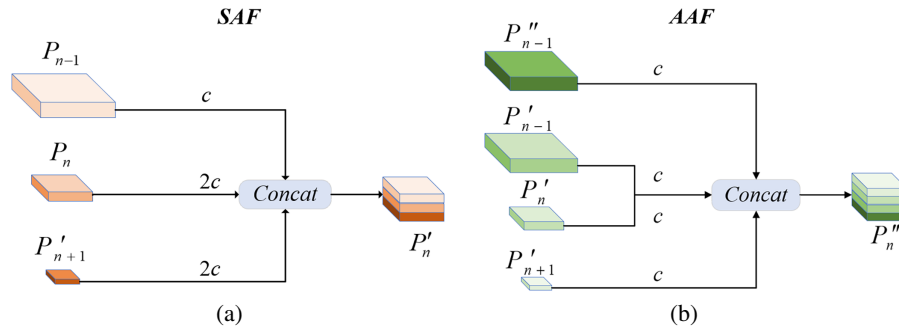 SAF
P_{n-1}
c
P_n
2c
Concat
P'_n
P'_{n+1}
2c
(a)
AAF
P''_{n-1}
c
P'_{n-1}
c
P'_n
c
Concat
P''_n
P'_{n+1}
c
(b)